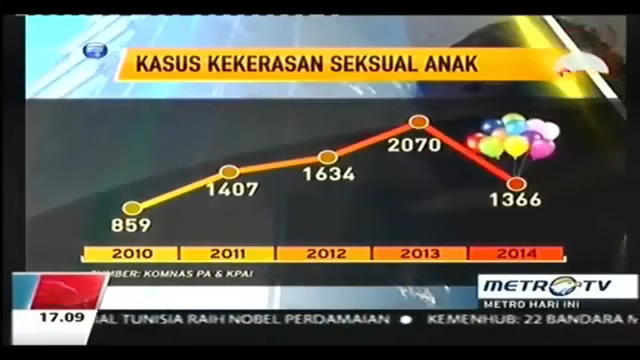 KASUS KEKERASAN SEKSUAL ANAK
2070
1634
1407
1366
859
2010 2011 2012 2013 2014
SUMBER: KOMNAS PA & KPAI
METRO TV
METRO HARI INI
17.09 AL TUNISIA RAIH NOBEL PERDAMAIAN KEMENHUB: 22 BANDARA